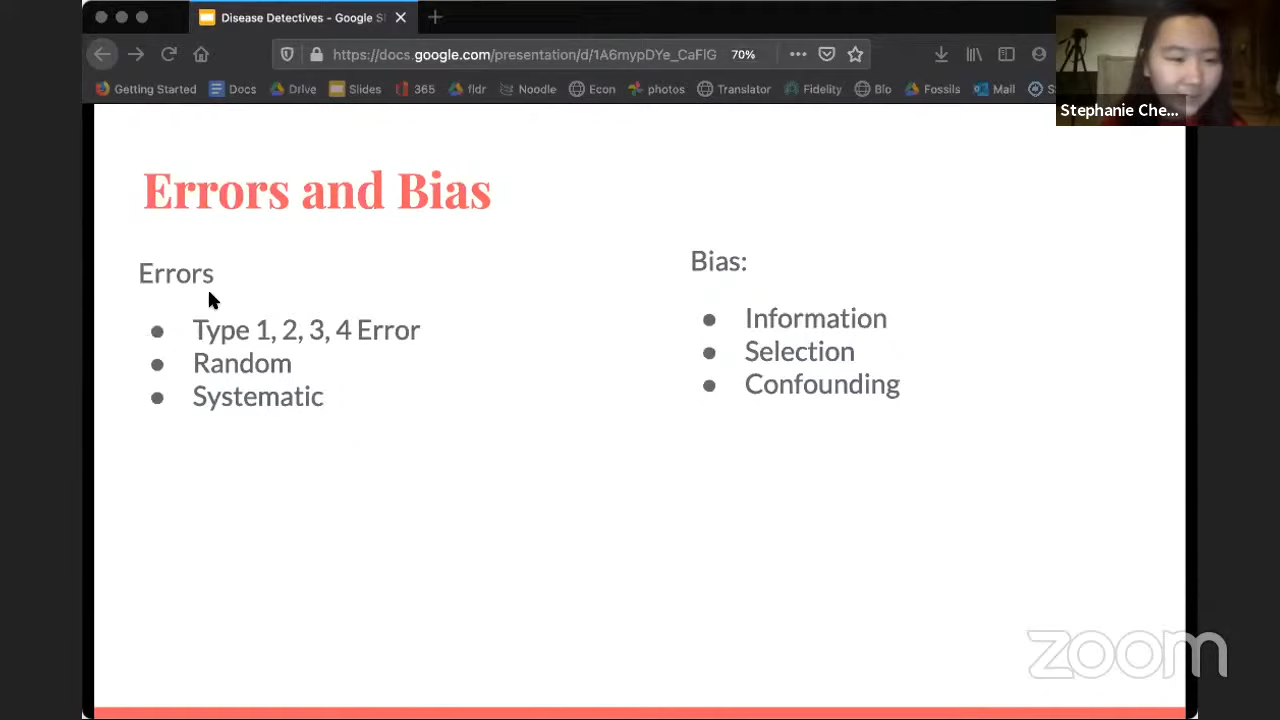 Disease Detectives - Google S
https://docs.google.com/presentation/d/1A6mypDYe_CaFlG
70%
Getting Started
Docs
Drive
Slides
365
fldr
Noodle
Econ
photos
Translator
Fidelity
Bio
Fossils
Mail
S
Stephanie Che...
Errors and Bias
Errors
Type 1, 2, 3, 4 Error
Random
Systematic
Bias:
Information
Selection
Confounding
zoom